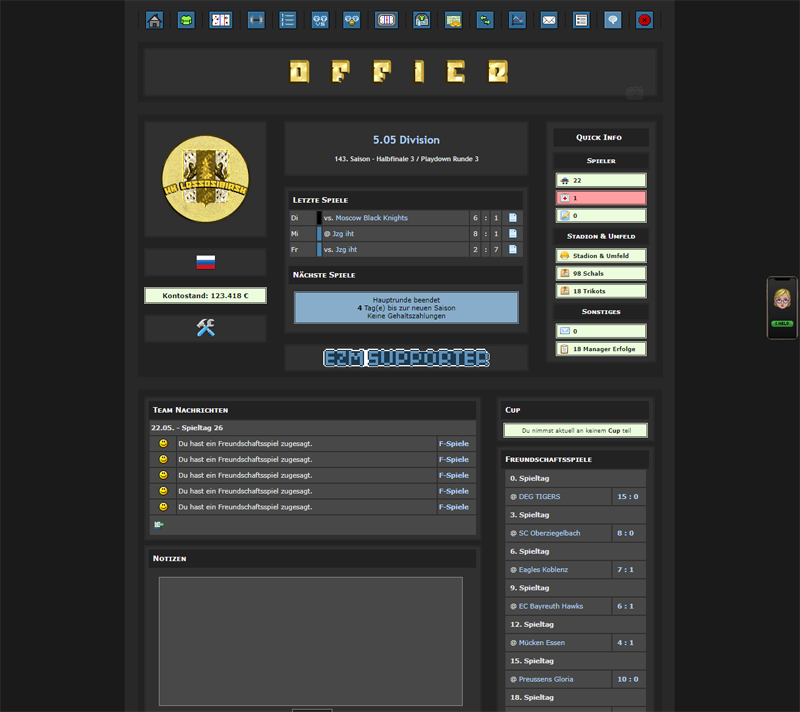 OFFICE
HK LESSOSIBIRSK
Kontostand: 123.418 €
5.05 Division
143. Saison - Halbfinale 3 / Playdown Runde 3
Letzte Spiele
Di vs. Moscow Black Knights 6 : 1
Mi @ Jzg iht 8 : 1
Fr vs. Jzg iht 2 : 7
Nächste Spiele
Hauptrunde beendet
4 Tag(e) bis zur neuen Saison
Keine Gehaltszahlungen
EZM SUPPORTER
Quick Info
Spieler
22
1
0
Stadion & Umfeld
Stadion & Umfeld
98 Schals
18 Trikots
Sonstiges
0
18 Manager Erfolge
Team Nachrichten
22.05. - Spieltag 26
Du hast ein Freundschaftsspiel zugesagt. F-Spiele
Du hast ein Freundschaftsspiel zugesagt. F-Spiele
Du hast ein Freundschaftsspiel zugesagt. F-Spiele
Du hast ein Freundschaftsspiel zugesagt. F-Spiele
Du hast ein Freundschaftsspiel zugesagt. F-Spiele
Notizen
Cup
Du nimmst aktuell an keinem Cup teil
Freundschaftsspiele
0. Spieltag
@ DEG TIGERS 15 : 0
3. Spieltag
@ SC Oberziegelbach 8 : 0
6. Spieltag
@ Eagles Koblenz 7 : 1
9. Spieltag
@ EC Bayreuth Hawks 6 : 1
12. Spieltag
@ Mücken Essen 4 : 1
15. Spieltag
@ Preussens Gloria 10 : 0
18. Spieltag